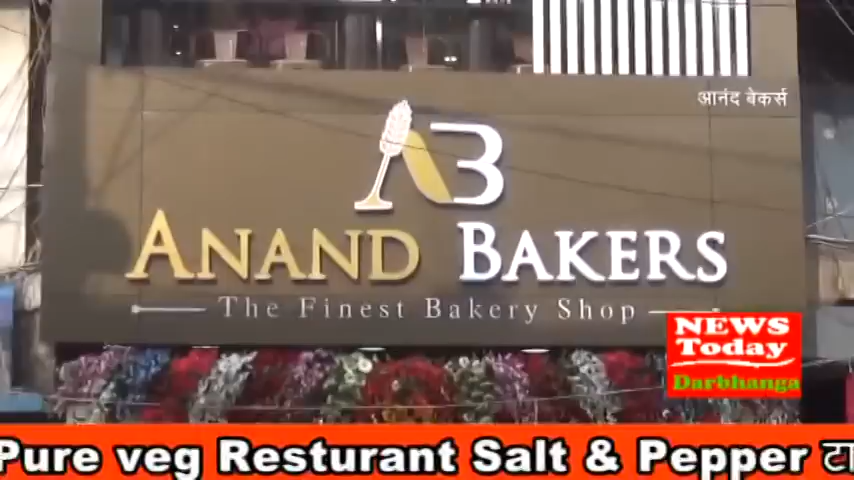 आनंद बेकर्स
AB
ANAND BAKERS
The Finest Bakery Shop
NEWS
Today
Darbhanga
Pure veg Resturant Salt & Pepper